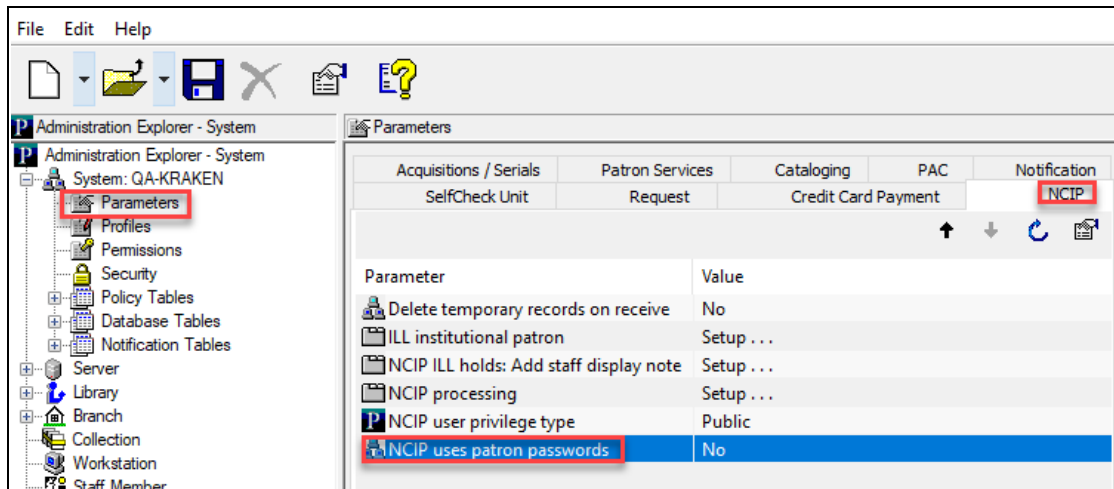 File Edit Help
Administration Explorer - System
Parameters
Administration Explorer - System
System: QA-KRAKEN
Parameters
Profiles
Permissions
Security
Policy Tables
Database Tables
Notification Tables
Server
Library
Branch
Collection
Workstation
Staff Member
Acquisitions / Serials Patron Services Cataloging PAC Notification
SelfCheck Unit Request Credit Card Payment NCIP
Parameter Value
Delete temporary records on receive No
ILL institutional patron Setup . . .
NCIP ILL holds: Add staff display note Setup . . .
NCIP processing Setup . . .
NCIP user privilege type Public
NCIP uses patron passwords No